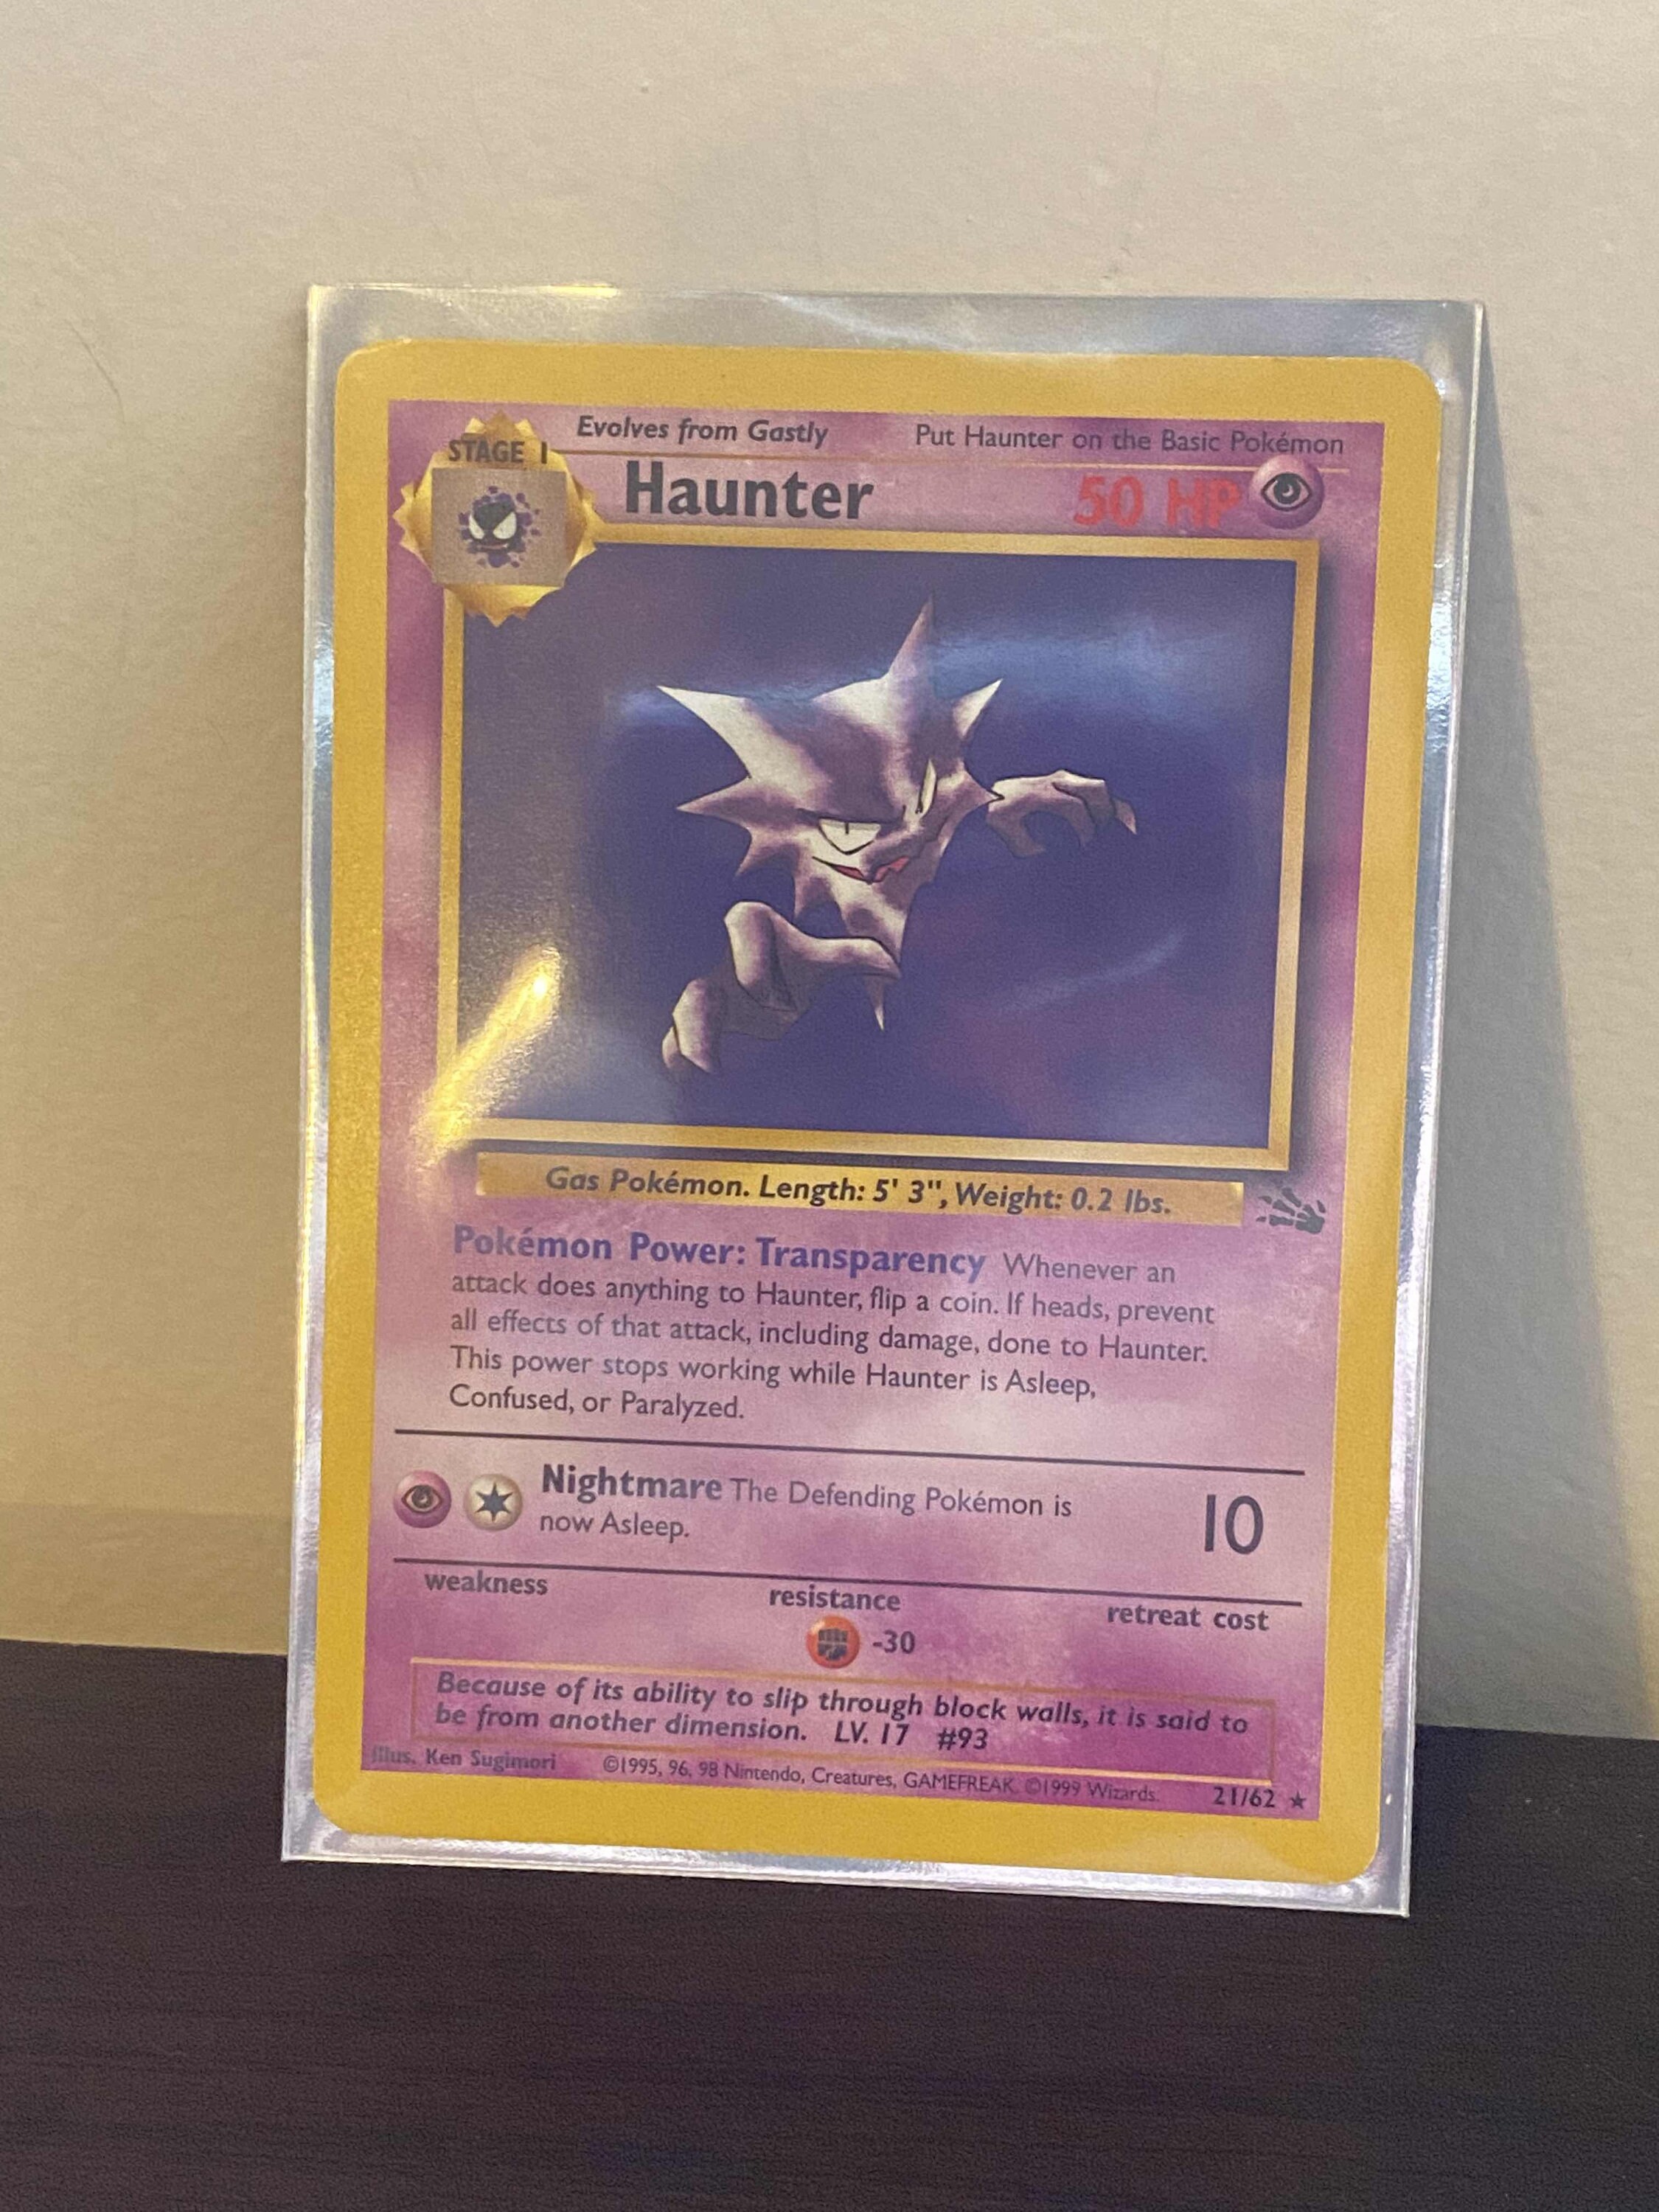 Evolves from Gastly Put Haunter on the Basic Pokémon
STAGE 1
Haunter 50 HP
Gas Pokémon. Length: 5' 3", Weight: 0.2 lbs.
Pokémon Power: Transparency Whenever an
attack does anything to Haunter, flip a coin. If heads, prevent
all effects of that attack, including damage, done to Haunter.
This power stops working while Haunter is Asleep,
Confused, or Paralyzed.
Nightmare The Defending Pokémon is
now Asleep.
10
weakness resistance retreat cost
-30
Because of its ability to slip through block walls, it is said to
be from another dimension. LV. 17 #93
Illus. Ken Sugimori ©1995, 96, 98 Nintendo, Creatures, GAMEFREAK. ©1999 Wizards. 21/62 ★